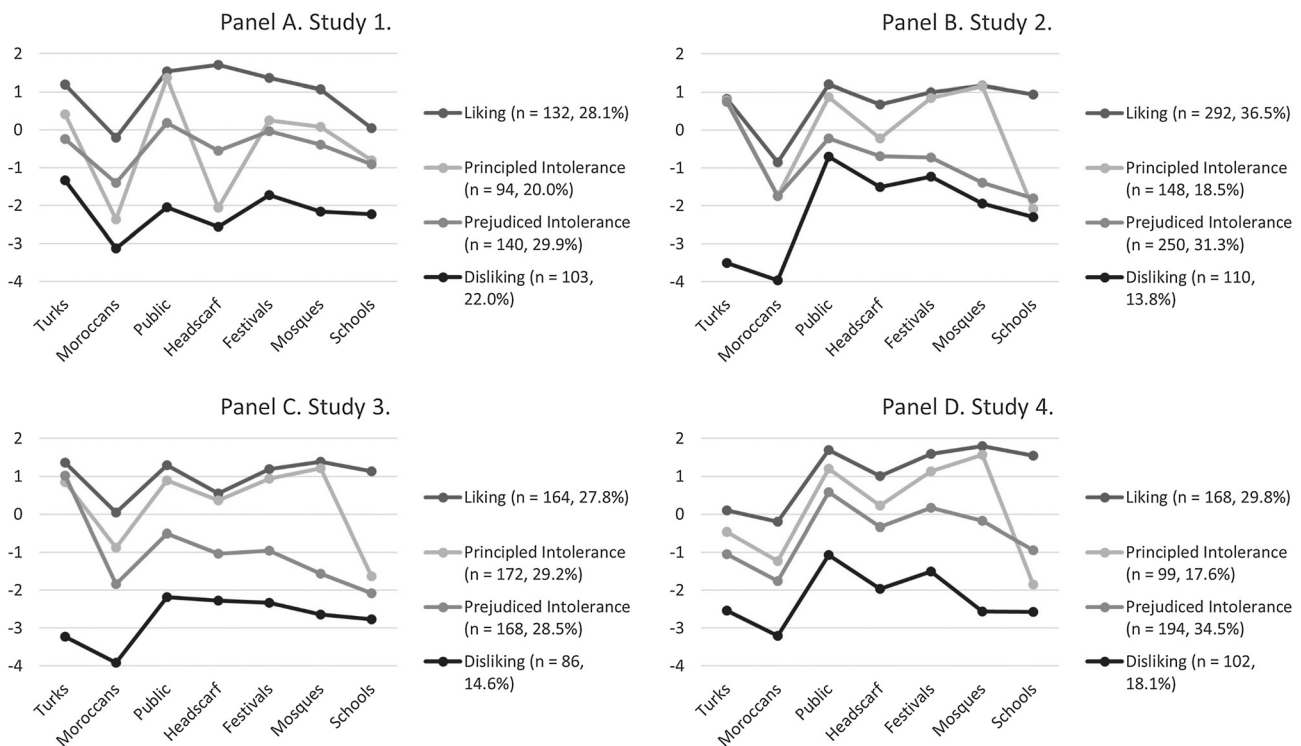 Panel A. Study 1.
2
1
0
-1
-2
-3
-4
Turks
Moroccans
Public
Headscarf
Festivals
Mosques
Schools
Liking (n = 132, 28.1%)
Principled Intolerance
(n = 94, 20.0%)
Prejudiced Intolerance
(n = 140, 29.9%)
Disliking (n = 103,
22.0%)
Panel B. Study 2.
2
1
0
-1
-2
-3
-4
Turks
Moroccans
Public
Headscarf
Festivals
Mosques
Schools
Liking (n = 292, 36.5%)
Principled Intolerance
(n = 148, 18.5%)
Prejudiced Intolerance
(n = 250, 31.3%)
Disliking (n = 110,
13.8%)
Panel C. Study 3.
2
1
0
-1
-2
-3
-4
Turks
Moroccans
Public
Headscarf
Festivals
Mosques
Schools
Liking (n = 164, 27.8%)
Principled Intolerance
(n = 172, 29.2%)
Prejudiced Intolerance
(n = 168, 28.5%)
Disliking (n = 86,
14.6%)
Panel D. Study 4.
2
1
0
-1
-2
-3
-4
Turks
Moroccans
Public
Headscarf
Festivals
Mosques
Schools
Liking (n = 168, 29.8%)
Principled Intolerance
(n = 99, 17.6%)
Prejudiced Intolerance
(n = 194, 34.5%)
Disliking (n = 102,
18.1%)